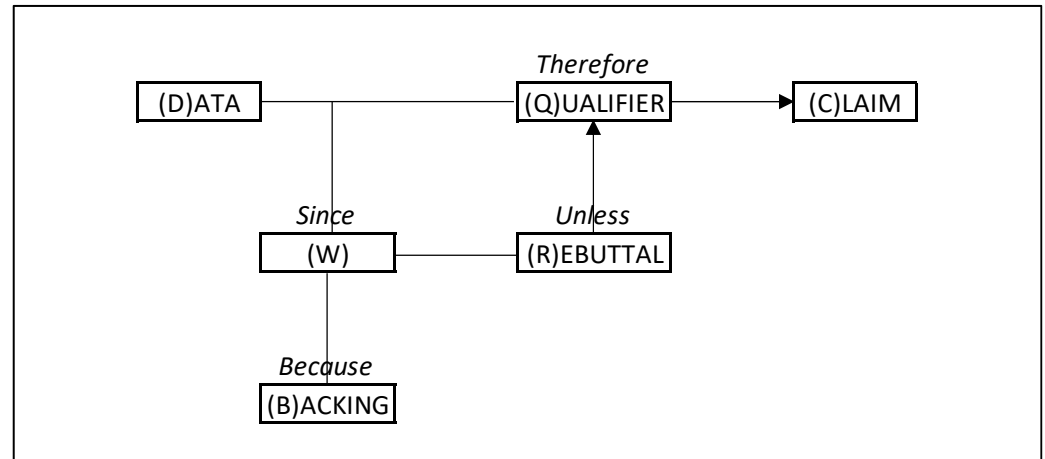 Therefore
(D)ATA (Q)UALIFIER (C)LAIM
Since Unless
(W) (R)EBUTTAL
Because
(B)ACKING